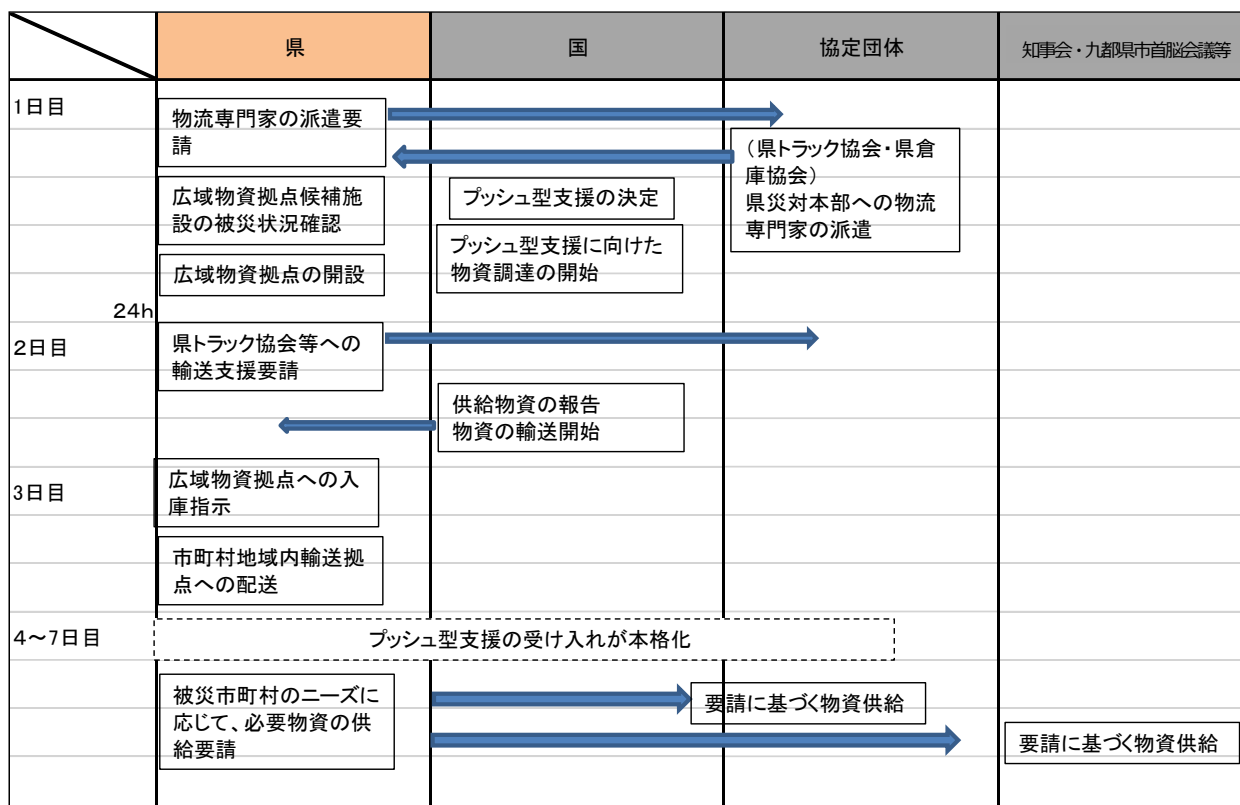 県
国
協定団体
知事会・九都県市首脳会議等
1日目
物流専門家の派遣要
請
（県トラック協会・県倉
庫協会）
県災対本部への物流
専門家の派遣
広域物資拠点候補施
設の被災状況確認
プッシュ型支援の決定
プッシュ型支援に向けた
物資調達の開始
広域物資拠点の開設
24h
2日目
県トラック協会等への
輸送支援要請
供給物資の報告
物資の輸送開始
3日目
広域物資拠点への入
庫指示
市町村地域内輸送拠
点への配送
4～7日目
プッシュ型支援の受け入れが本格化
被災市町村のニーズに
応じて、必要物資の供
給要請
要請に基づく物資供給
要請に基づく物資供給